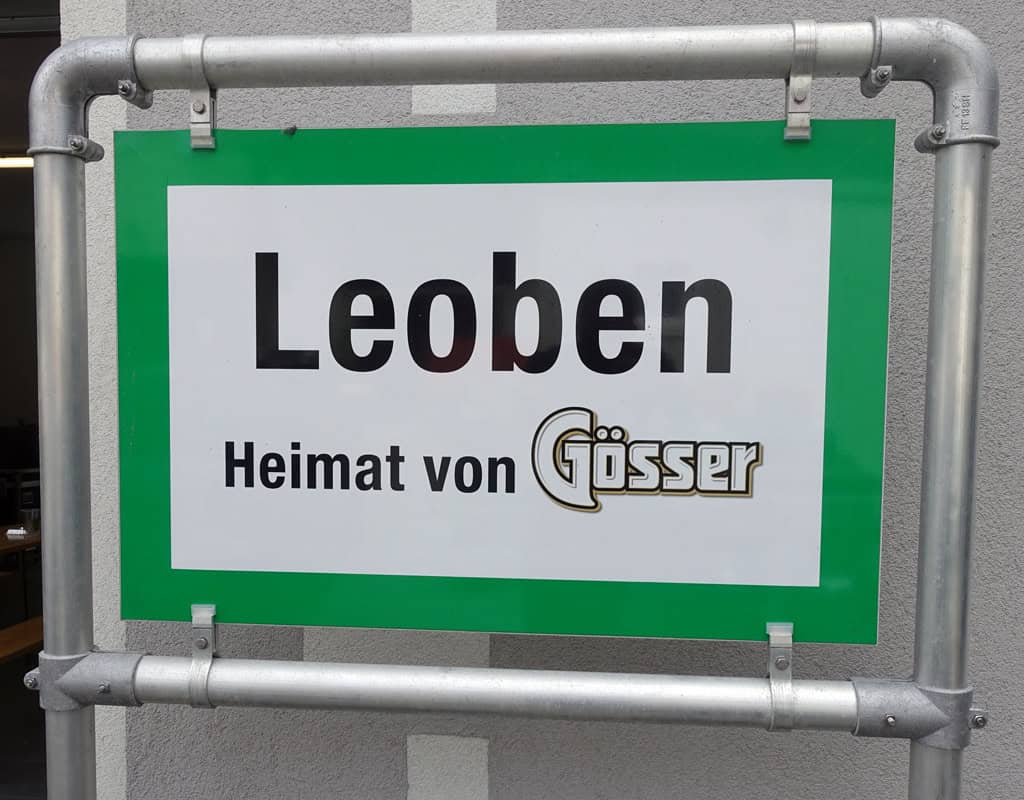 Leoben
Heimat von Gösser